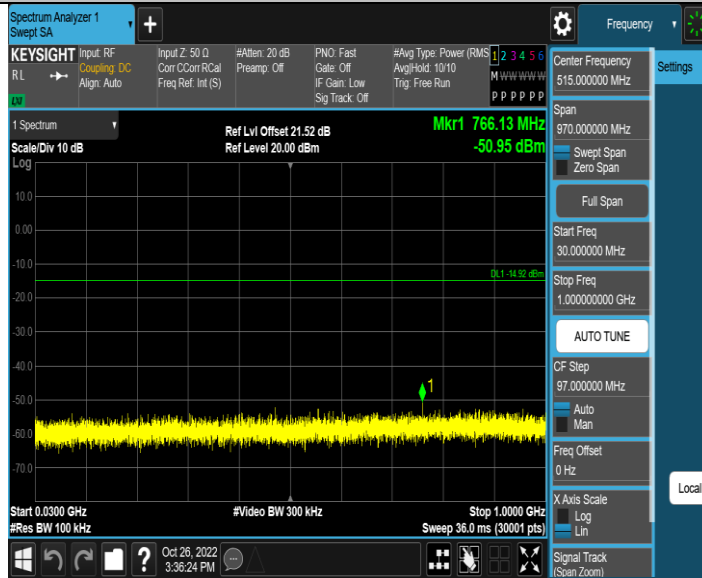 Spectrum Analyzer 1
Swept SA
Frequency
KEYSIGHT
RL
LXI
Input: RF
Coupling: DC
Align: Auto
Input Z: 50 Ω
Corr CCorr RCal
Freq Ref: Int (S)
#Atten: 20 dB
Preamp: Off
PNO: Fast
Gate: Off
IF Gain: Low
Sig Track: Off
#Avg Type: Power (RMS
Avg|Hold: 10/10
Trig: Free Run
1 2 3 4 5 6
M W W W W W
P P P P P P
Center Frequency
515.000000 MHz
Settings
Span
970.000000 MHz
Swept Span
Zero Span
Full Span
Start Freq
30.000000 MHz
Stop Freq
1.000000000 GHz
AUTO TUNE
CF Step
97.000000 MHz
Auto
Man
Freq Offset
0 Hz
X Axis Scale
Log
Lin
Signal Track
(Span Zoom)
Local
1 Spectrum
Scale/Div 10 dB
Log
Ref Lvl Offset 21.52 dB
Ref Level 20.00 dBm
Mkr1 766.13 MHz
-50.95 dBm
10.0
0.00
-10.0
DL1 -14.92 dBm
-20.0
-30.0
-40.0
1
-50.0
-60.0
-70.0
Start 0.0300 GHz
#Video BW 300 kHz
Stop 1.0000 GHz
#Res BW 100 kHz
Sweep 36.0 ms (30001 pts)
?
Oct 26, 2022
3:36:24 PM